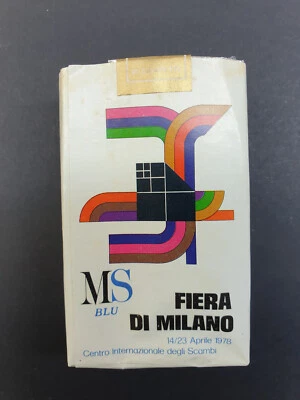 MS
BLU
FIERA
DI MILANO
14/23 Aprile 1978
Centro Internazionale degli Scambi